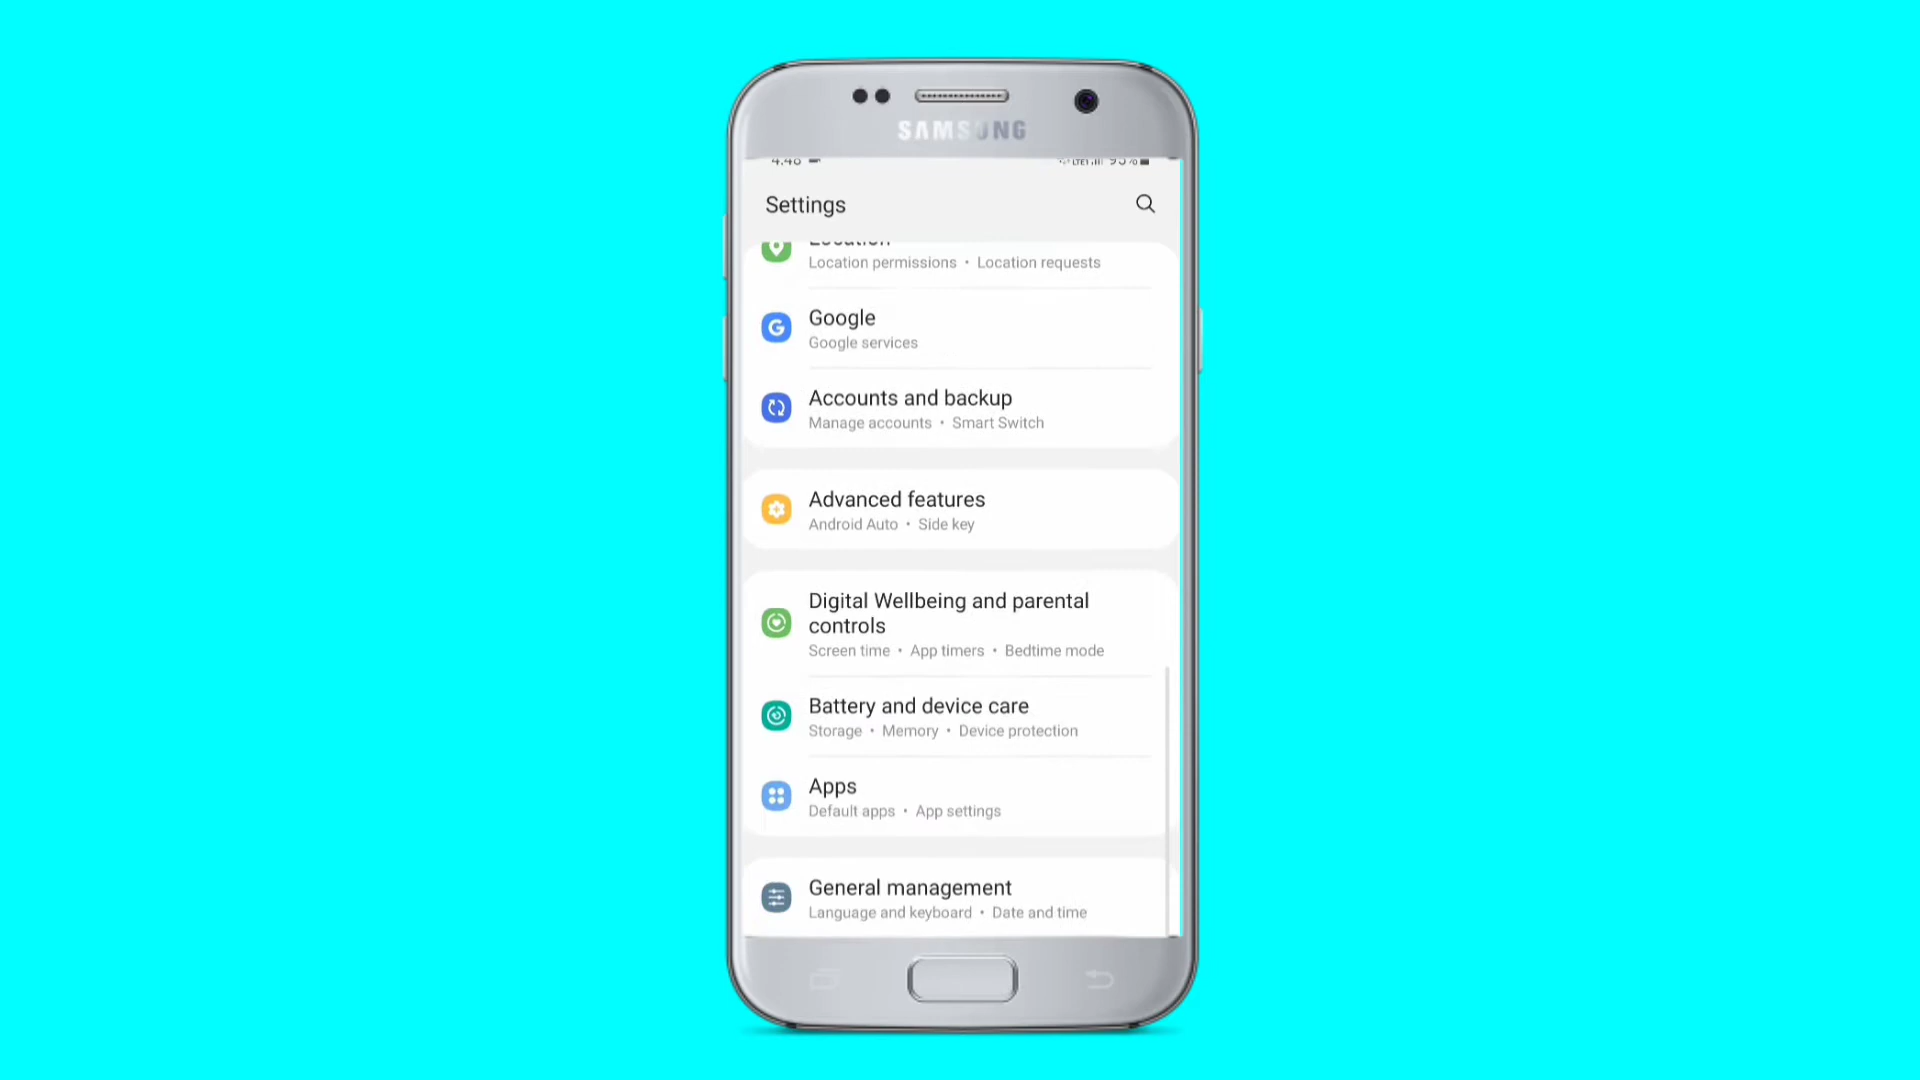 SAMSUNG
Settings
Location permissions • Location requests
Google
Google services
Accounts and backup
Manage accounts • Smart Switch
Advanced features
Android Auto • Side key
Digital Wellbeing and parental
controls
Screen time • App timers • Bedtime mode
Battery and device care
Storage • Memory • Device protection
Apps
Default apps • App settings
General management
Language and keyboard • Date and time